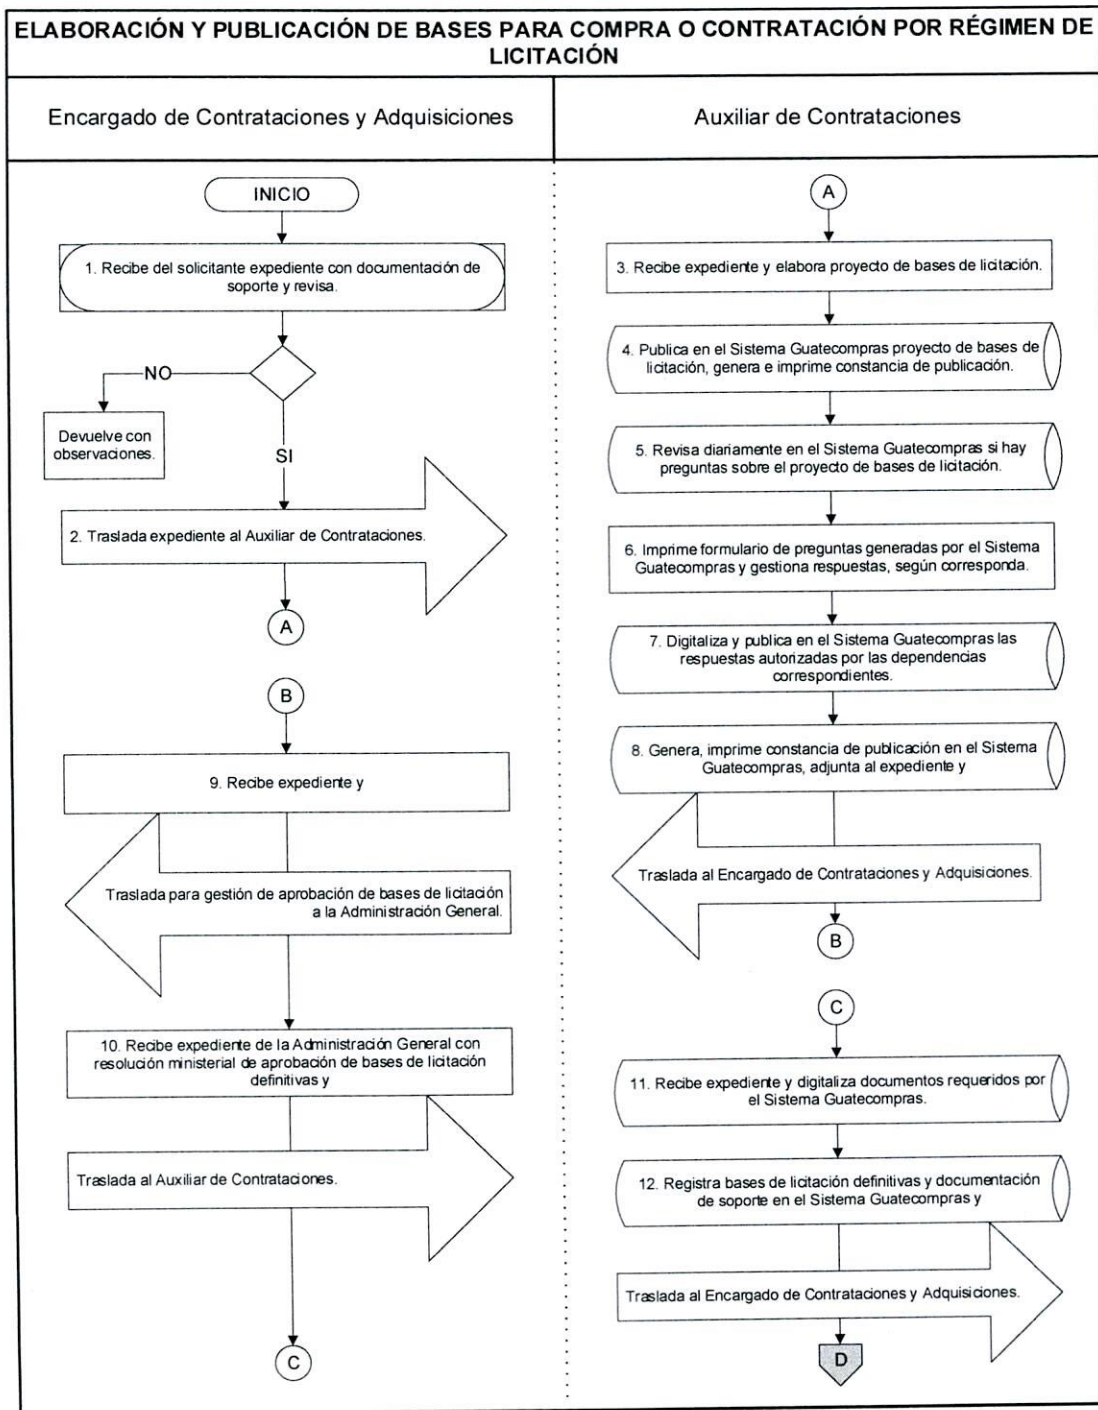 ELABORACIÓN Y PUBLICACIÓN DE BASES PARA COMPRA O CONTRATACIÓN POR RÉGIMEN DE
LICITACIÓN
Encargado de Contrataciones y Adquisiciones
INICIO
1. Recibe del solicitante expediente con documentación de
soporte y revisa.
NO
Devuelve con
observaciones.
SI
2. Traslada expediente al Auxiliar de Contrataciones.
A
B
9. Recibe expediente y
Traslada para gestión de aprobación de bases de licitación
a la Administración General.
10. Recibe expediente de la Administración General con
resolución ministerial de aprobación de bases de licitación
definitivas y
Traslada al Auxiliar de Contrataciones.
C
Auxiliar de Contrataciones
A
3. Recibe expediente y elabora proyecto de bases de licitación.
4. Publica en el Sistema Guatecompras proyecto de bases de
licitación, genera e imprime constancia de publicación.
5. Revisa diariamente en el Sistema Guatecompras si hay
preguntas sobre el proyecto de bases de licitación.
6. Imprime formulario de preguntas generadas por el Sistema
Guatecompras y gestiona respuestas, según corresponda.
7. Digitaliza y publica en el Sistema Guatecompras las
respuestas autorizadas por las dependencias
correspondientes.
8. Genera, imprime constancia de publicación en el Sistema
Guatecompras, adjunta al expediente y
Traslada al Encargado de Contrataciones y Adquisiciones.
B
C
11. Recibe expediente y digitaliza documentos requeridos por
el Sistema Guatecompras.
12. Registra bases de licitación definitivas y documentación
de soporte en el Sistema Guatecompras y
Traslada al Encargado de Contrataciones y Adquisiciones.
D